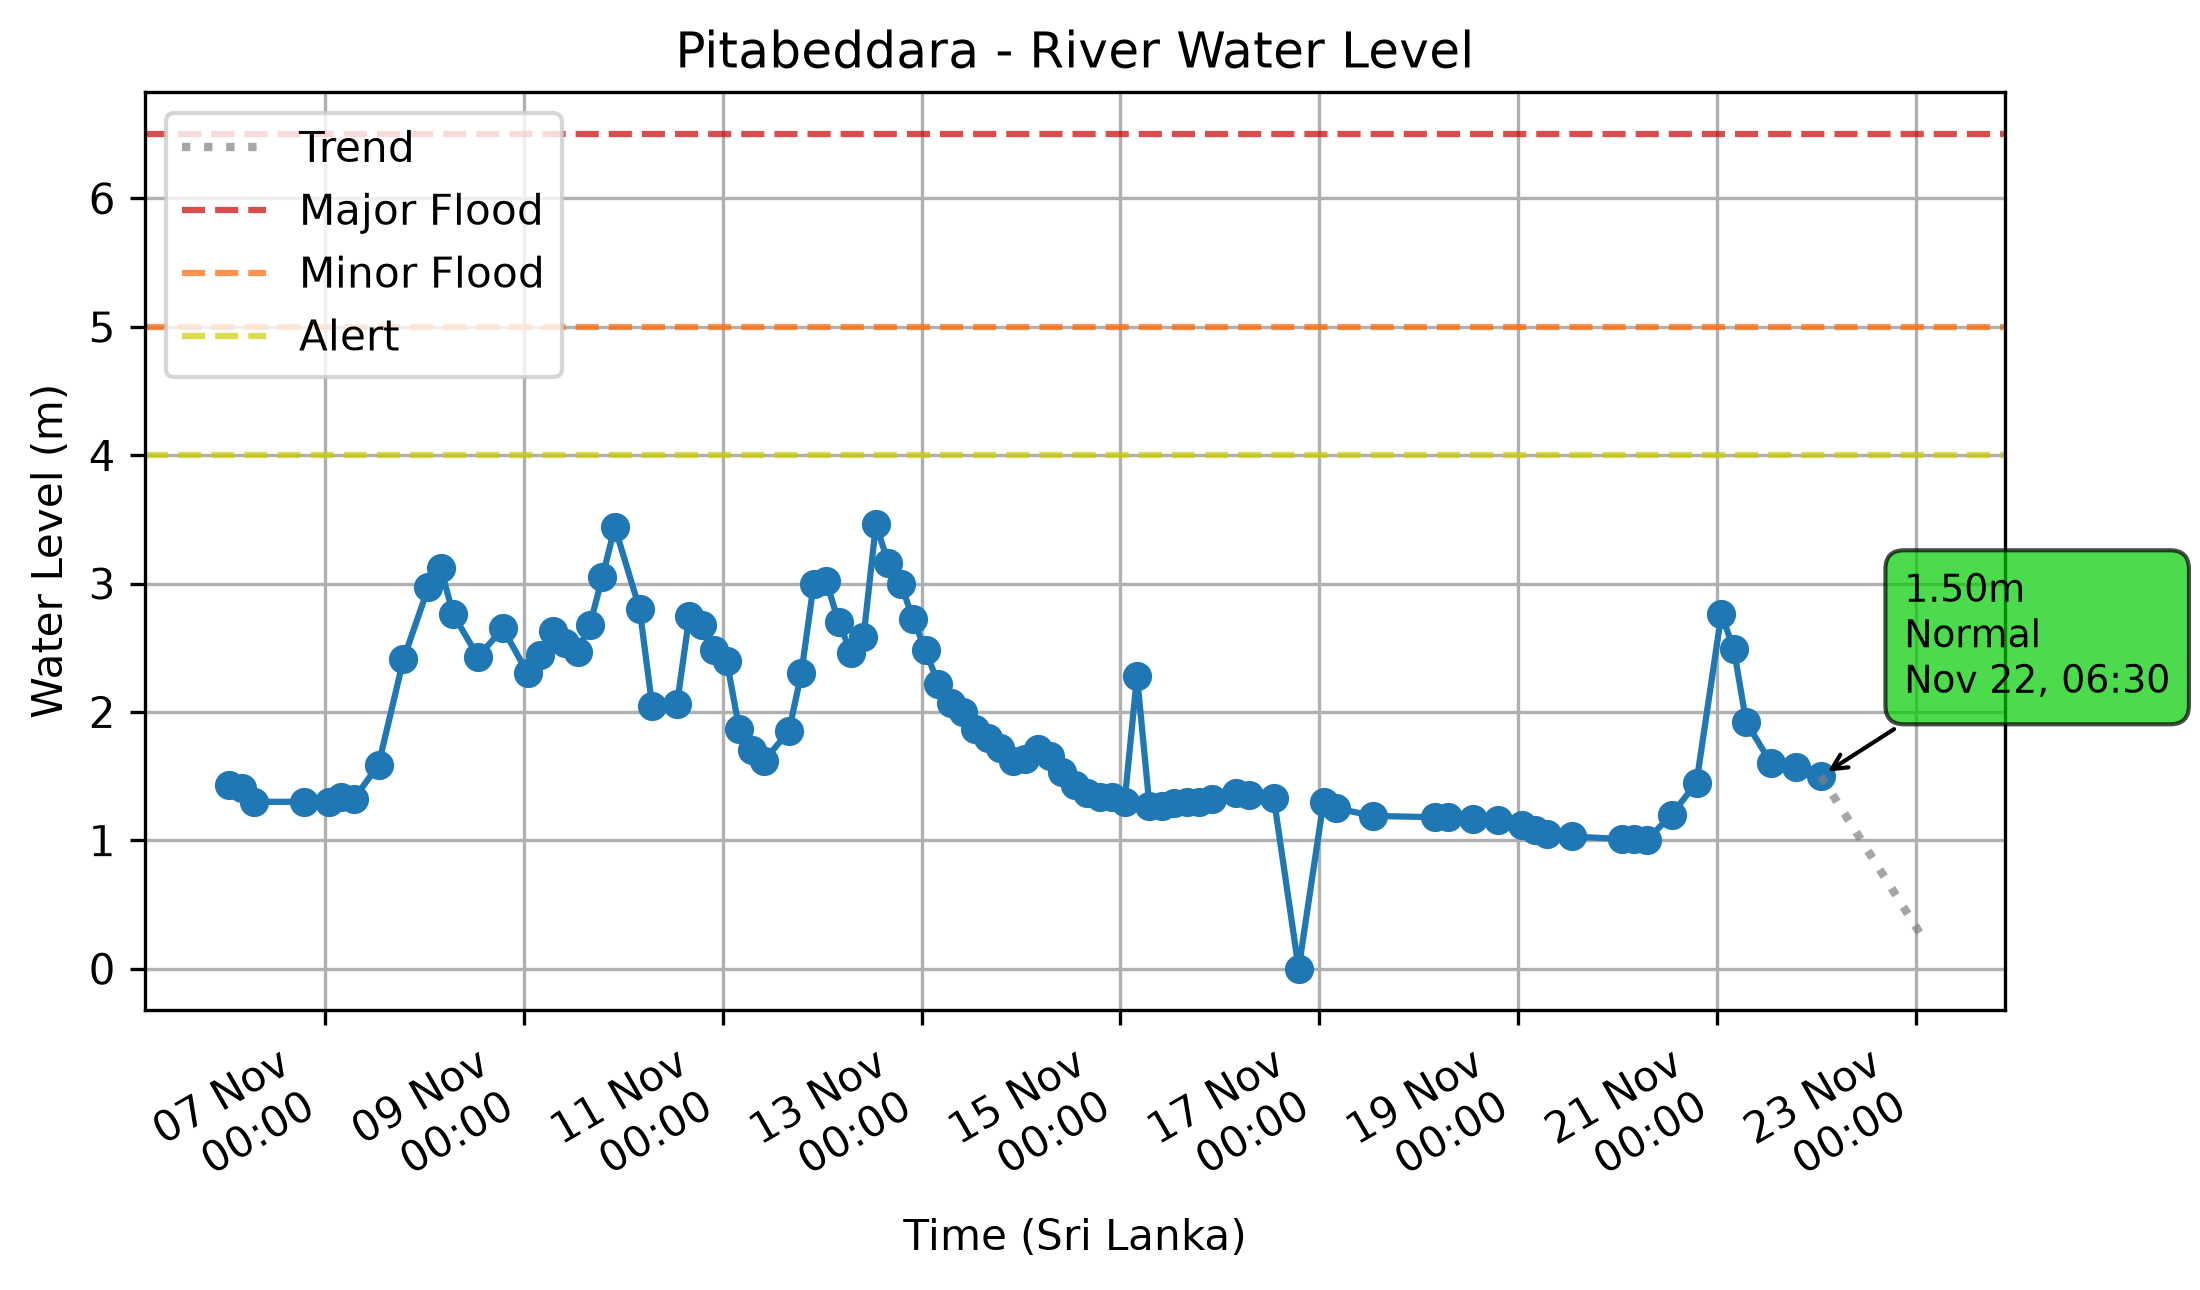 Pitabeddara - River Water Level
Trend
Major Flood
Minor Flood
Alert
Water Level (m)
6
5
4
3
2
1
0
1.50m
Normal
Nov 22, 06:30
07 Nov
00:00
09 Nov
00:00
11 Nov
00:00
13 Nov
00:00
15 Nov
00:00
17 Nov
00:00
19 Nov
00:00
21 Nov
00:00
23 Nov
00:00
Time (Sri Lanka)